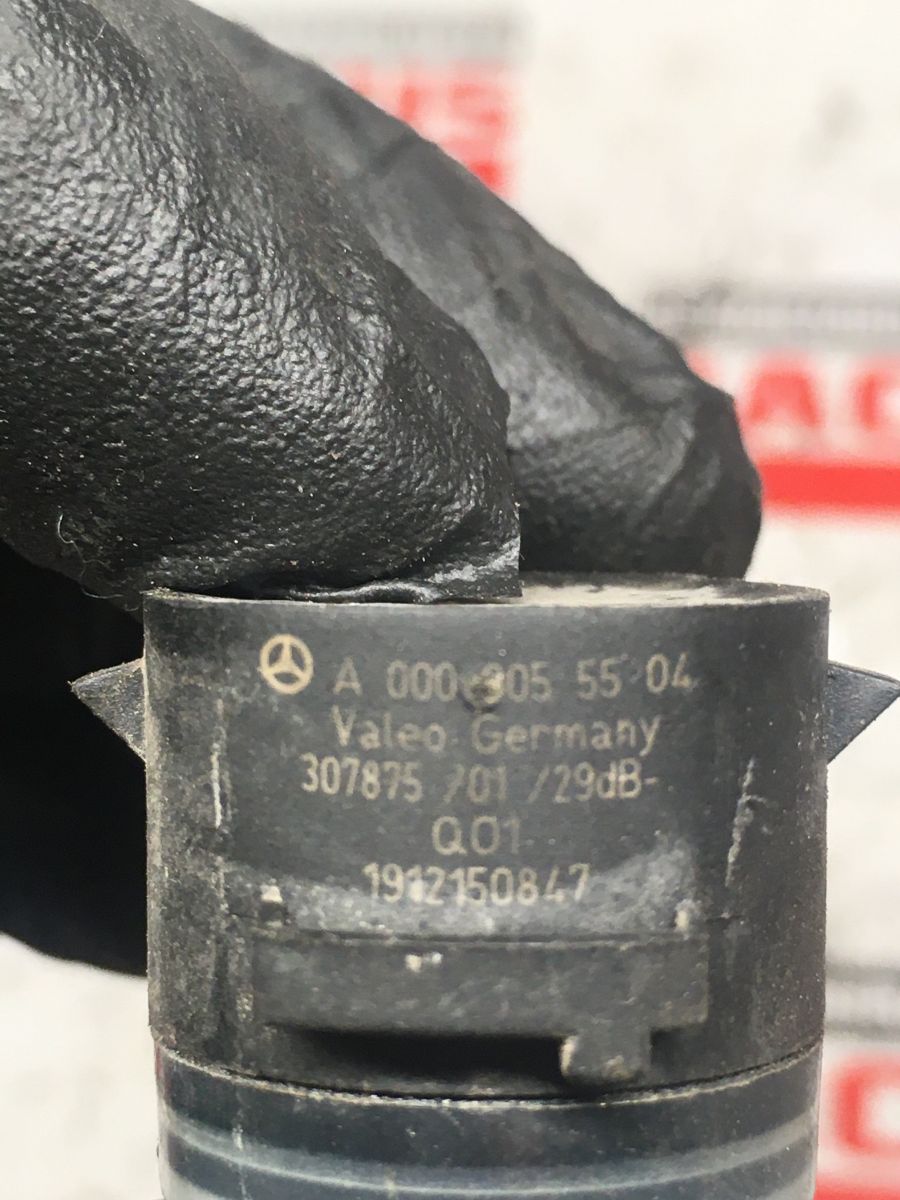 A 000 905 55 04
Valeo Germany
307875 /01 /29dB-
Q01
1912150847